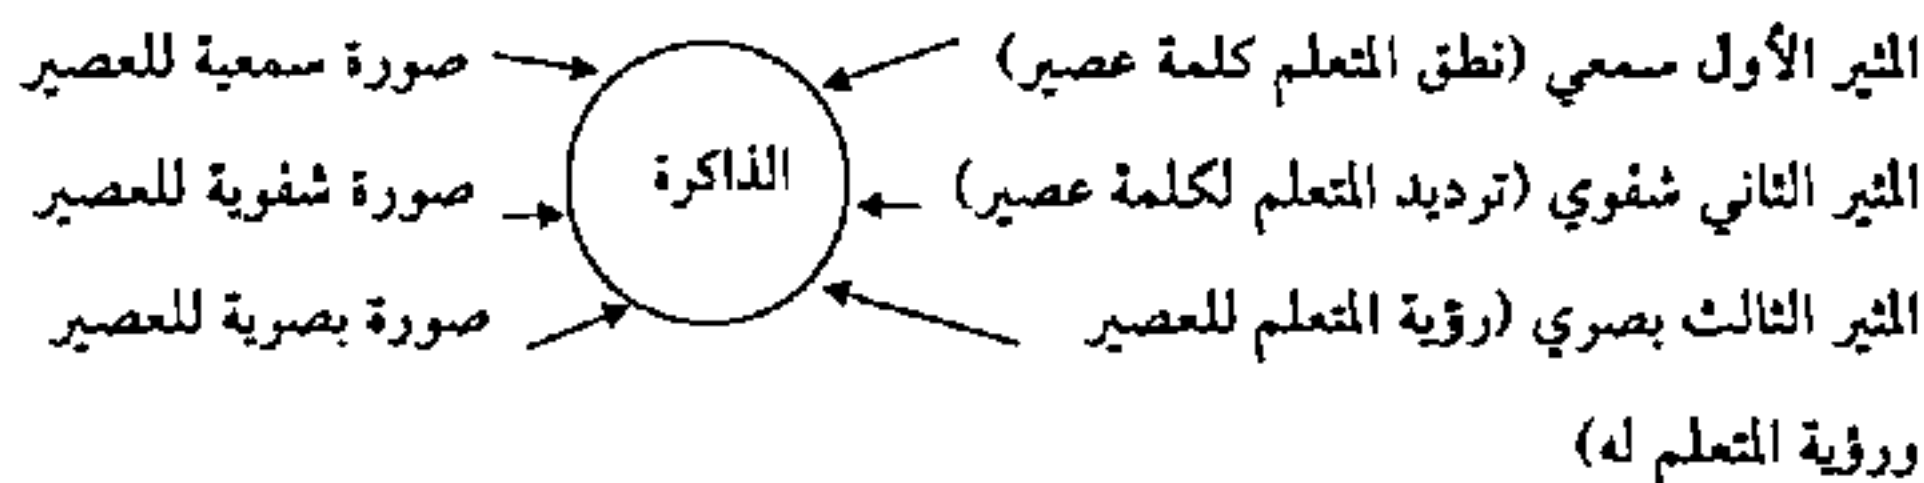 المثير الأول سمعي (نطق المتعلم كلمة عصير) صورة سمعية للعصير
الذاكرة
المثير الثاني شفوي (ترديد المتعلم لكلمة عصير) صورة شفوية للعصير
المثير الثالث بصري (رؤية المتعلم للعصير صورة بصرية للعصير
ورؤية المتعلم له)